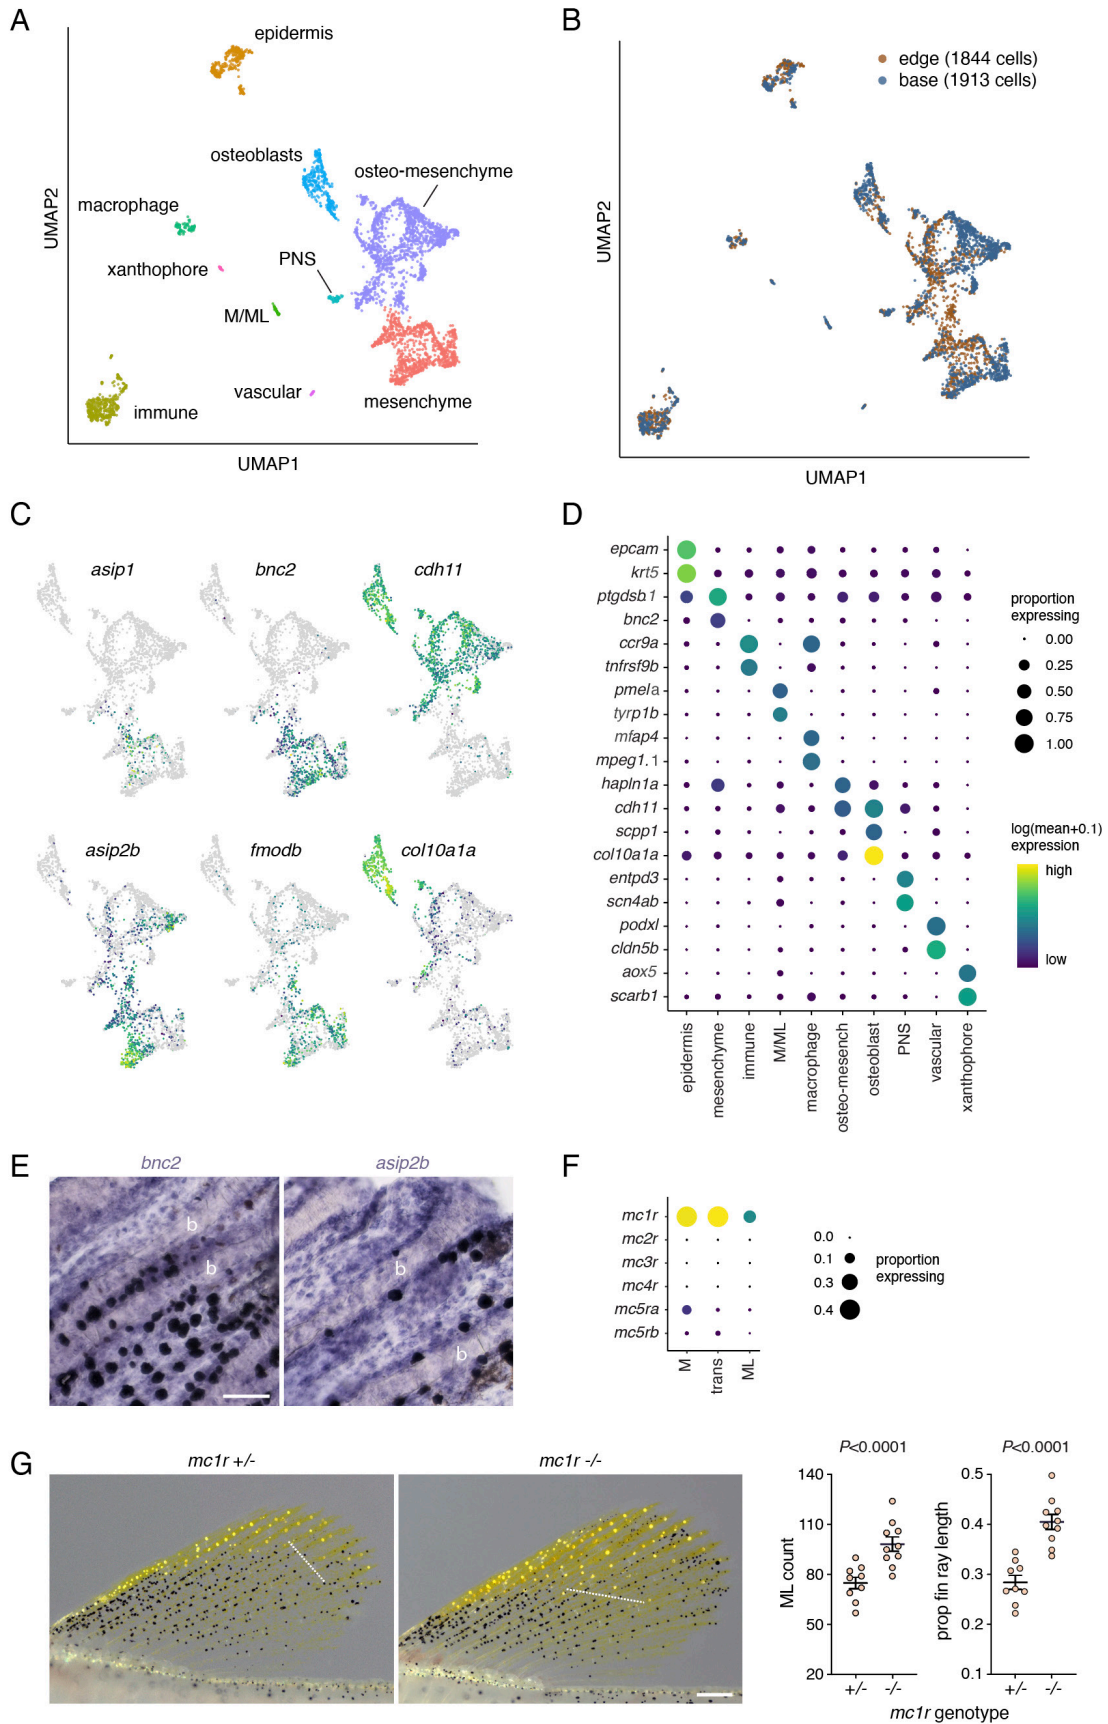 A
epidermis
osteoblasts
osteo-mesenchyme
macrophage
xanthophore
PNS
M/ML
vascular
immune
mesenchyme
UMAP2
UMAP1
B
edge (1844 cells)
base (1913 cells)
UMAP2
UMAP1
C
asip1
bnc2
cdh11
asip2b
fmodb
col10a1a
D
epcam
krt5
ptgdsb.1
bnc2
ccr9a
tnfrsf9b
pmela
tyrp1b
mfap4
mpeg1.1
hapln1a
cdh11
scpp1
col10a1a
entpd3
scn4ab
podxl
cldn5b
aox5
scarb1
epidermis
mesenchyme
immune
M/ML
macrophage
osteo-mesench
osteoblast
PNS
vascular
xanthophore
proportion
expressing
0.00
0.25
0.50
0.75
1.00
log(mean+0.1)
expression
high
low
E
bnc2
asip2b
b
b
b
b
F
mc1r
mc2r
mc3r
mc4r
mc5ra
mc5rb
M
trans
ML
0.0
0.1
0.3
0.4
proportion
expressing
G
mc1r +/-
mc1r -/-
P<0.0001
ML count
140
110
80
50
20
+/-
-/-
P<0.0001
prop fin ray length
0.5
0.4
0.3
0.2
0.1
+/-
-/-
mc1r genotype